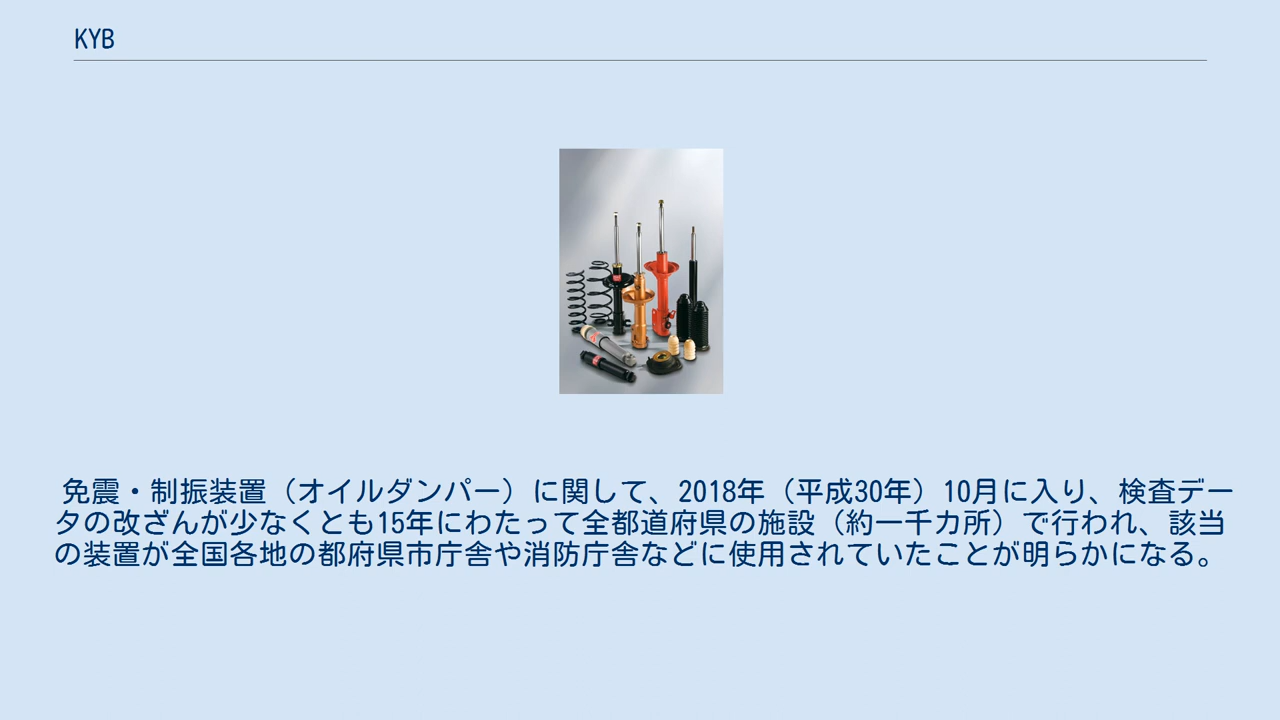 KYB
免震・制振装置（オイルダンパー）に関して、2018年（平成30年）10月に入り、検査デー
タの改ざんが少なくとも15年にわたって全都道府県の施設（約一千カ所）で行われ、該当
の装置が全国各地の都府県市庁舎や消防庁舎などに使用されていたことが明らかになる。